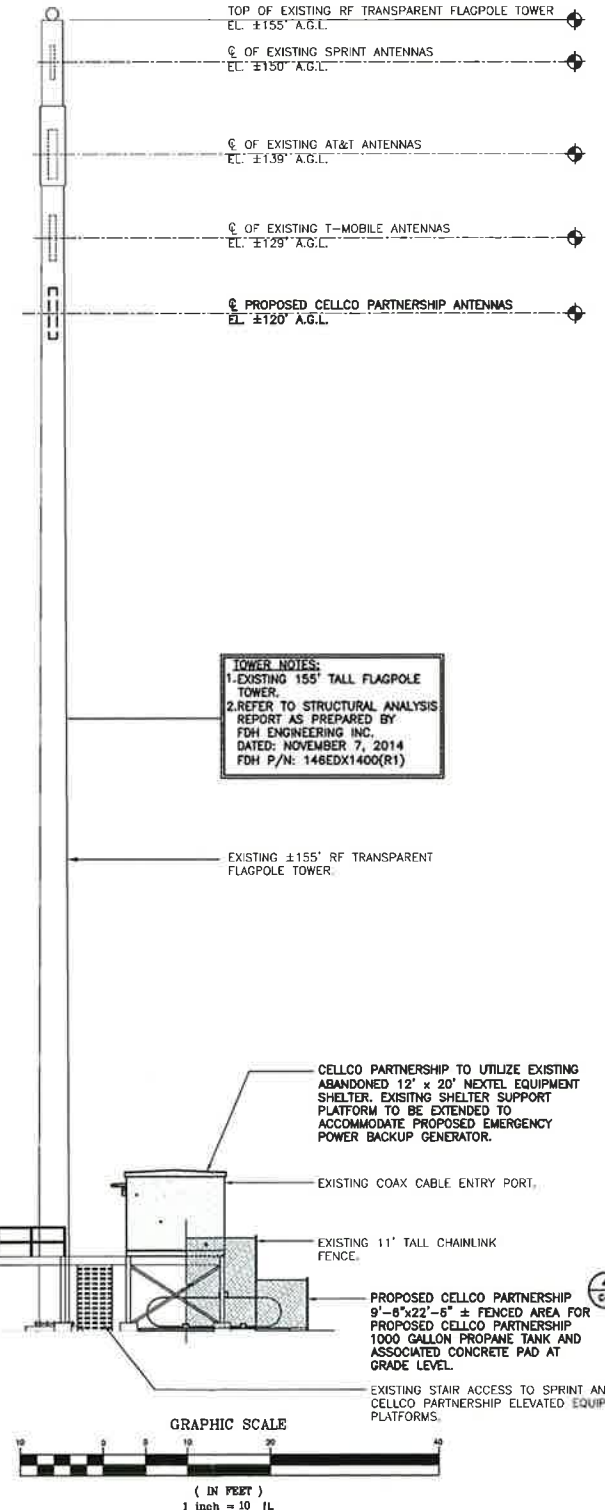 TOP OF EXISTING RF TRANSPARENT FLAGPOLE TOWER
EL. ±155' A.G.L.
℄ OF EXISTING SPRINT ANTENNAS
EL. ±150' A.G.L.
℄ OF EXISTING AT&T ANTENNAS
EL. ±139' A.G.L.
℄ OF EXISTING T-MOBILE ANTENNAS
EL. ±129' A.G.L.
℄ PROPOSED CELLCO PARTNERSHIP ANTENNAS
EL. ±120' A.G.L.
TOWER NOTES:
1.EXISTING 155' TALL FLAGPOLE
TOWER.
2.REFER TO STRUCTURAL ANALYSIS
REPORT AS PREPARED BY
FDH ENGINEERING INC.
DATED: NOVEMBER 7, 2014
FDH P/N: 146EDX1400(R1)
EXISTING ±155' RF TRANSPARENT
FLAGPOLE TOWER.
CELLCO PARTNERSHIP TO UTILIZE EXISTING
ABANDONED 12' x 20' NEXTEL EQUIPMENT
SHELTER. EXISITNG SHELTER SUPPORT
PLATFORM TO BE EXTENDED TO
ACCOMMODATE PROPOSED EMERGENCY
POWER BACKUP GENERATOR.
EXISTING COAX CABLE ENTRY PORT.
EXISTING 11' TALL CHAINLINK
FENCE.
PROPOSED CELLCO PARTNERSHIP
9'-6"x22'-6" ± FENCED AREA FOR
PROPOSED CELLCO PARTNERSHIP
1000 GALLON PROPANE TANK AND
ASSOCIATED CONCRETE PAD AT
GRADE LEVEL.
EXISTING STAIR ACCESS TO SPRINT AN
CELLCO PARTNERSHIP ELEVATED EQUIP
PLATFORMS.
GRAPHIC SCALE
10 0 5 10 20 40
( IN FEET )
1 inch = 10 ft.